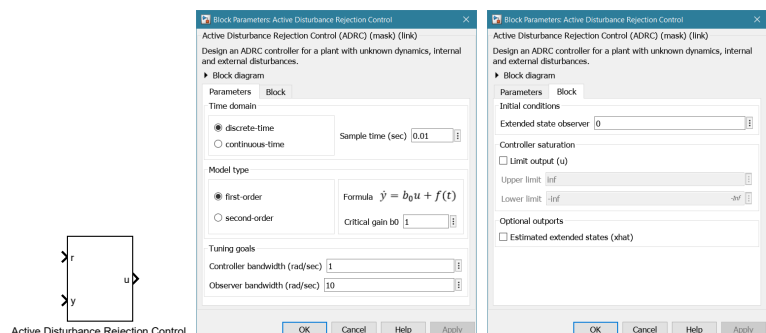 r
u
y
Active Disturbance Rejection Control
Block Parameters: Active Disturbance Rejection Control
Active Disturbance Rejection Control (ADRC) (mask) (link)
Design an ADRC controller for a plant with unknown dynamics, internal
and external disturbances.
Block diagram
Parameters Block
Time domain
discrete-time
continuous-time
Sample time (sec) 0.01
Model type
first-order
second-order
Formula ẏ = b₀u + f(t)
Critical gain b0 1
Tuning goals
Controller bandwidth (rad/sec) 1
Observer bandwidth (rad/sec) 10
OK Cancel Help Apply
Block Parameters: Active Disturbance Rejection Control
Active Disturbance Rejection Control (ADRC) (mask) (link)
Design an ADRC controller for a plant with unknown dynamics, internal
and external disturbances.
Block diagram
Parameters Block
Initial conditions
Extended state observer 0
Controller saturation
Limit output (u)
Upper limit inf
Lower limit -Inf -Inf
Optional outports
Estimated extended states (xhat)
OK Cancel Help Apply